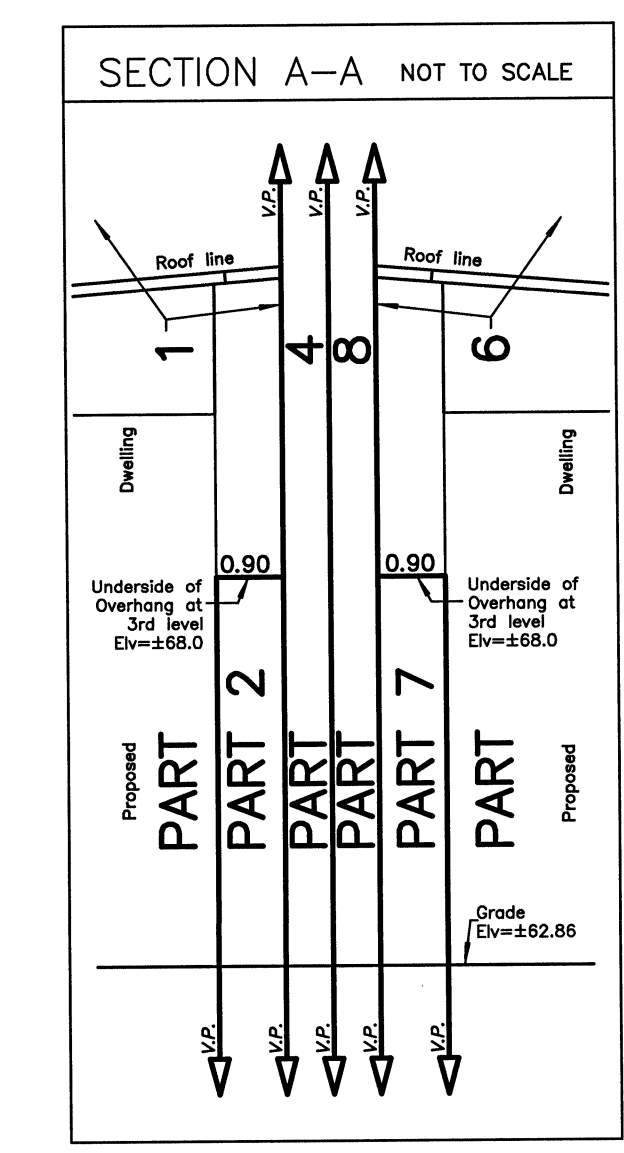 SECTION A-A NOT TO SCALE
V.P. V.P. V.P.
Roof line
Roof line
1
4
8
6
Dwelling
Dwelling
0.90
0.90
Underside of
Overhang at
3rd level
Elv=±68.0
Underside of
Overhang at
3rd level
Elv=±68.0
Proposed
PART
PART 2
PART
PART
PART 7
PART
Proposed
Grade
Elv=±62.86
V.P. V.P. V.P. V.P. V.P.